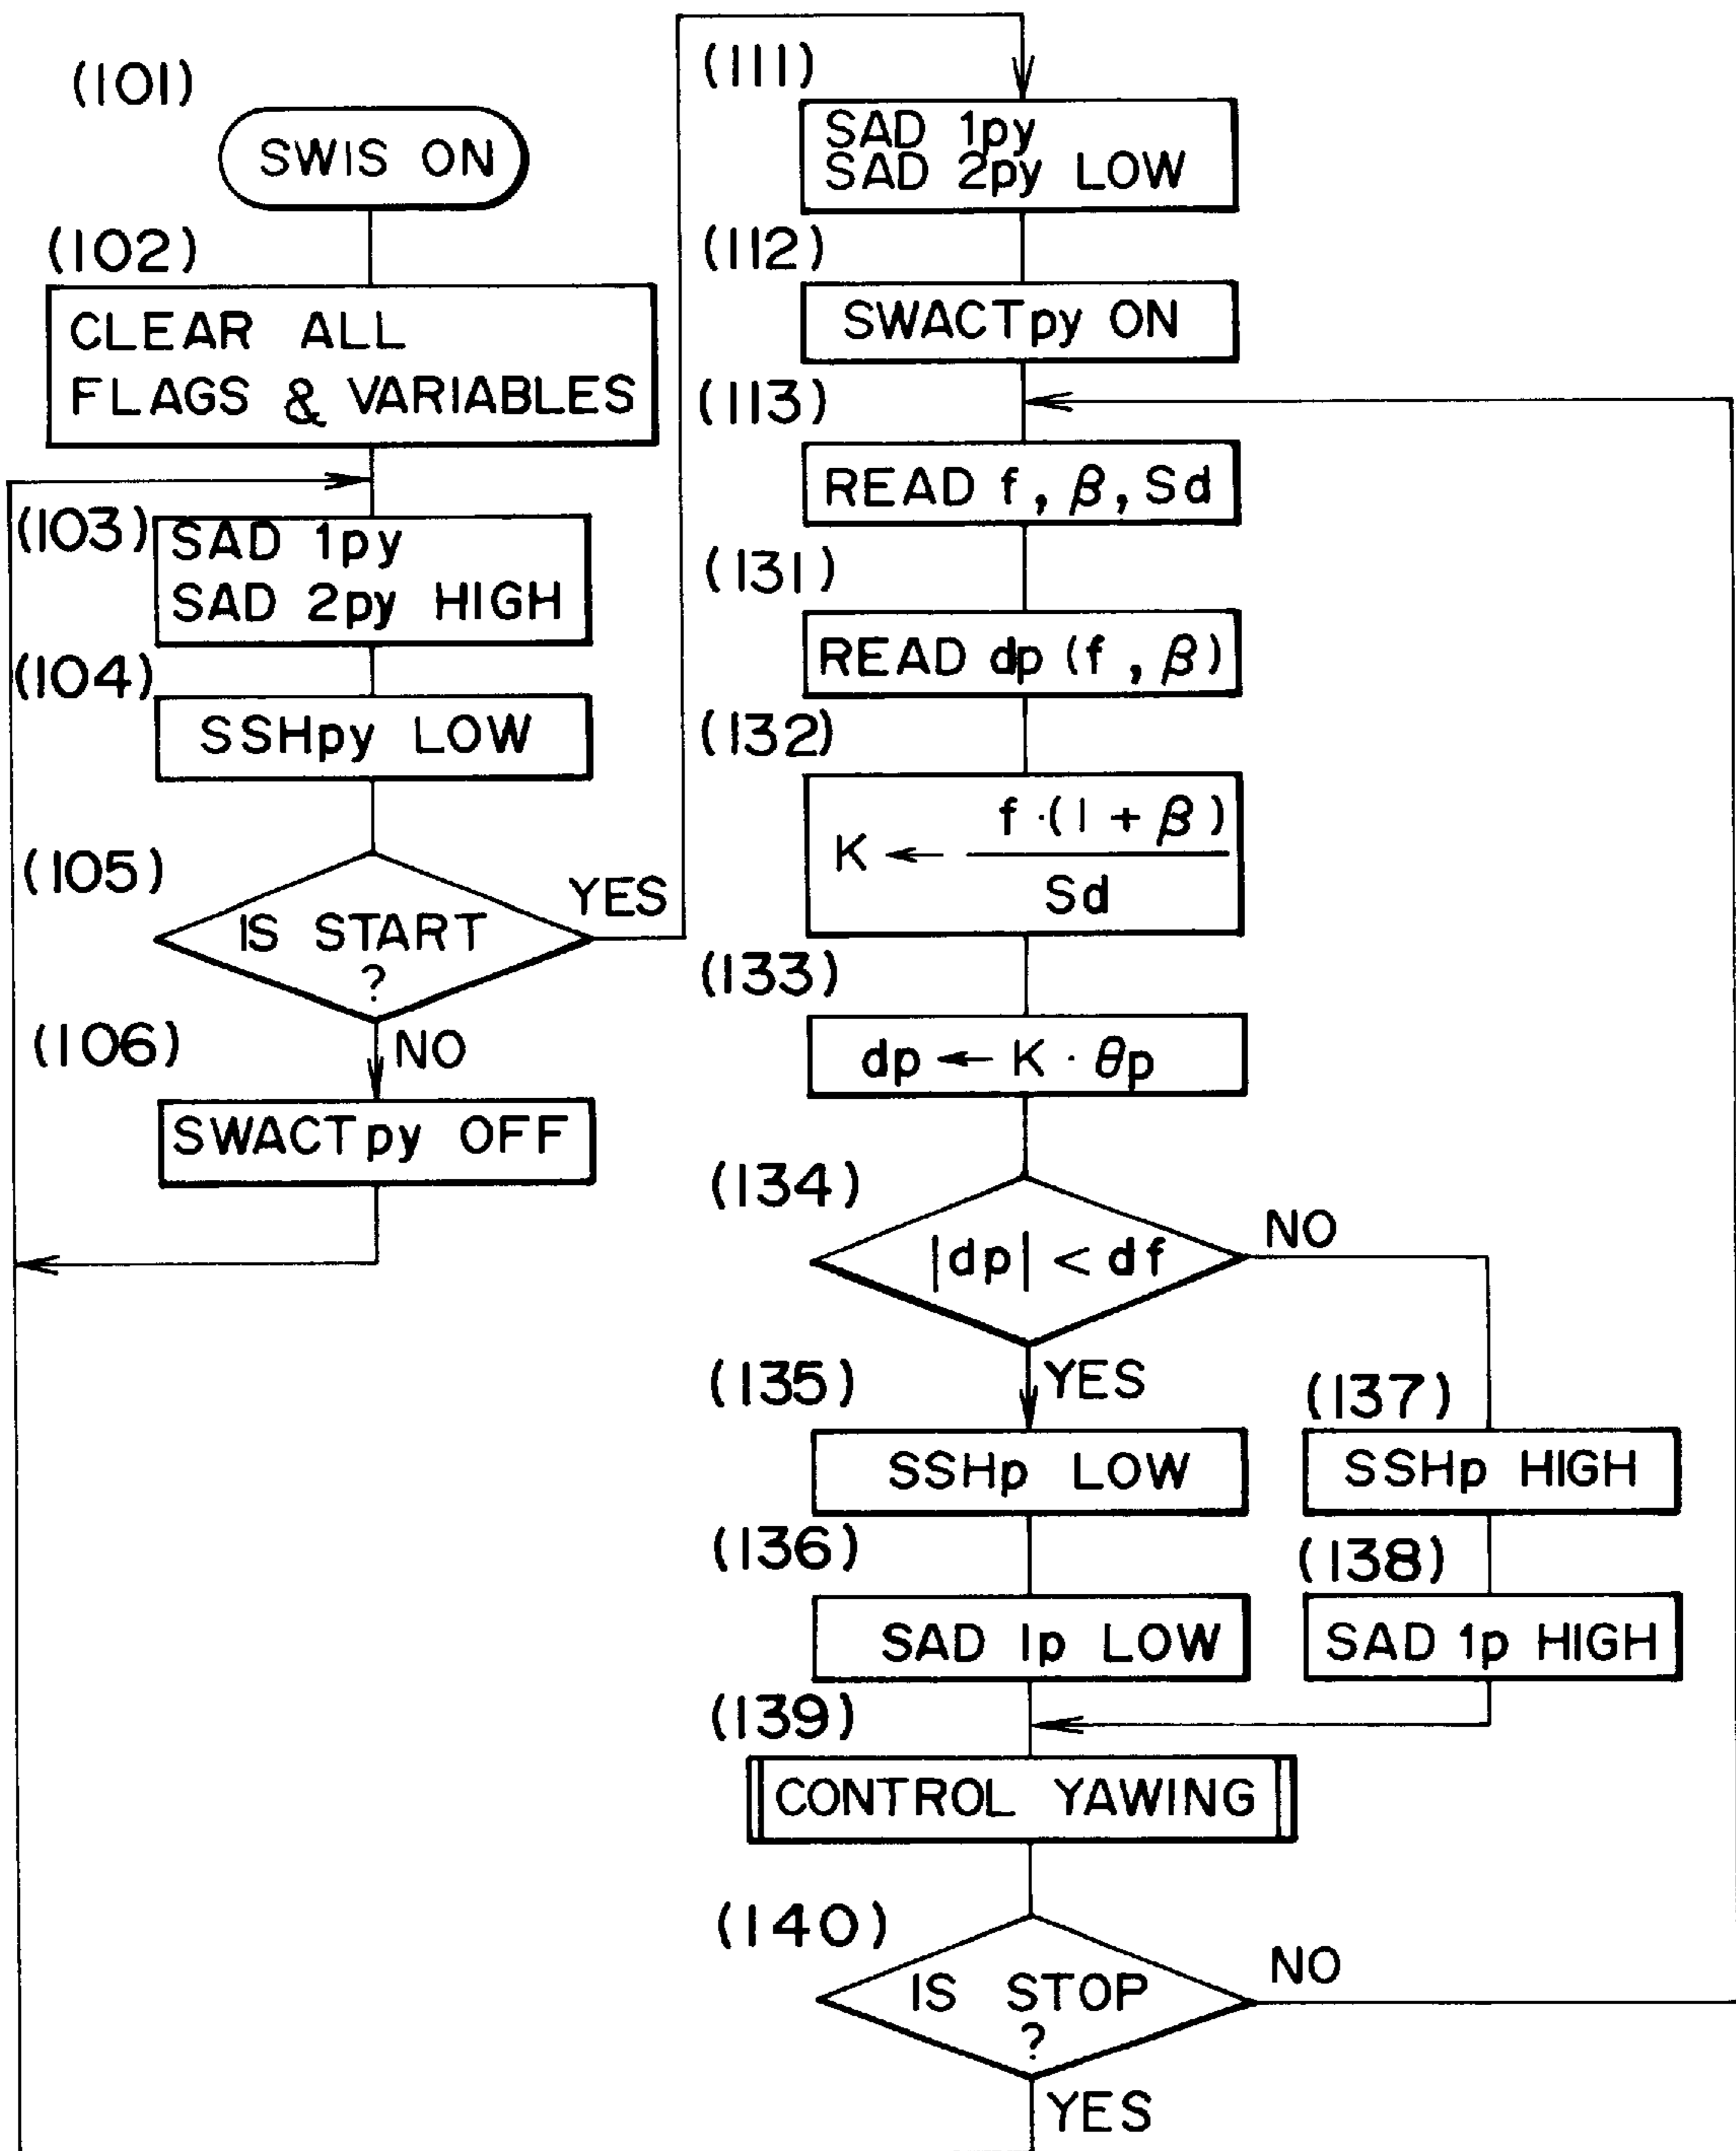 (101)
SWIS ON
(102)
CLEAR ALL
FLAGS & VARIABLES
(103)
SAD 1py
SAD 2py HIGH
(104)
SSHpy LOW
(105)
IS START
?
YES
NO
(106)
SWACTpy OFF
(111)
SAD 1py
SAD 2py LOW
(112)
SWACTpy ON
(113)
READ f, β, Sd
(131)
READ dp (f, β)
(132)
K ← f·(1 + β)
Sd
(133)
dp ← K · θp
(134)
|dp| < df
NO
YES
(135)
SSHp LOW
(136)
SAD 1p LOW
(137)
SSHp HIGH
(138)
SAD 1p HIGH
(139)
CONTROL YAWING
(140)
IS STOP
?
NO
YES